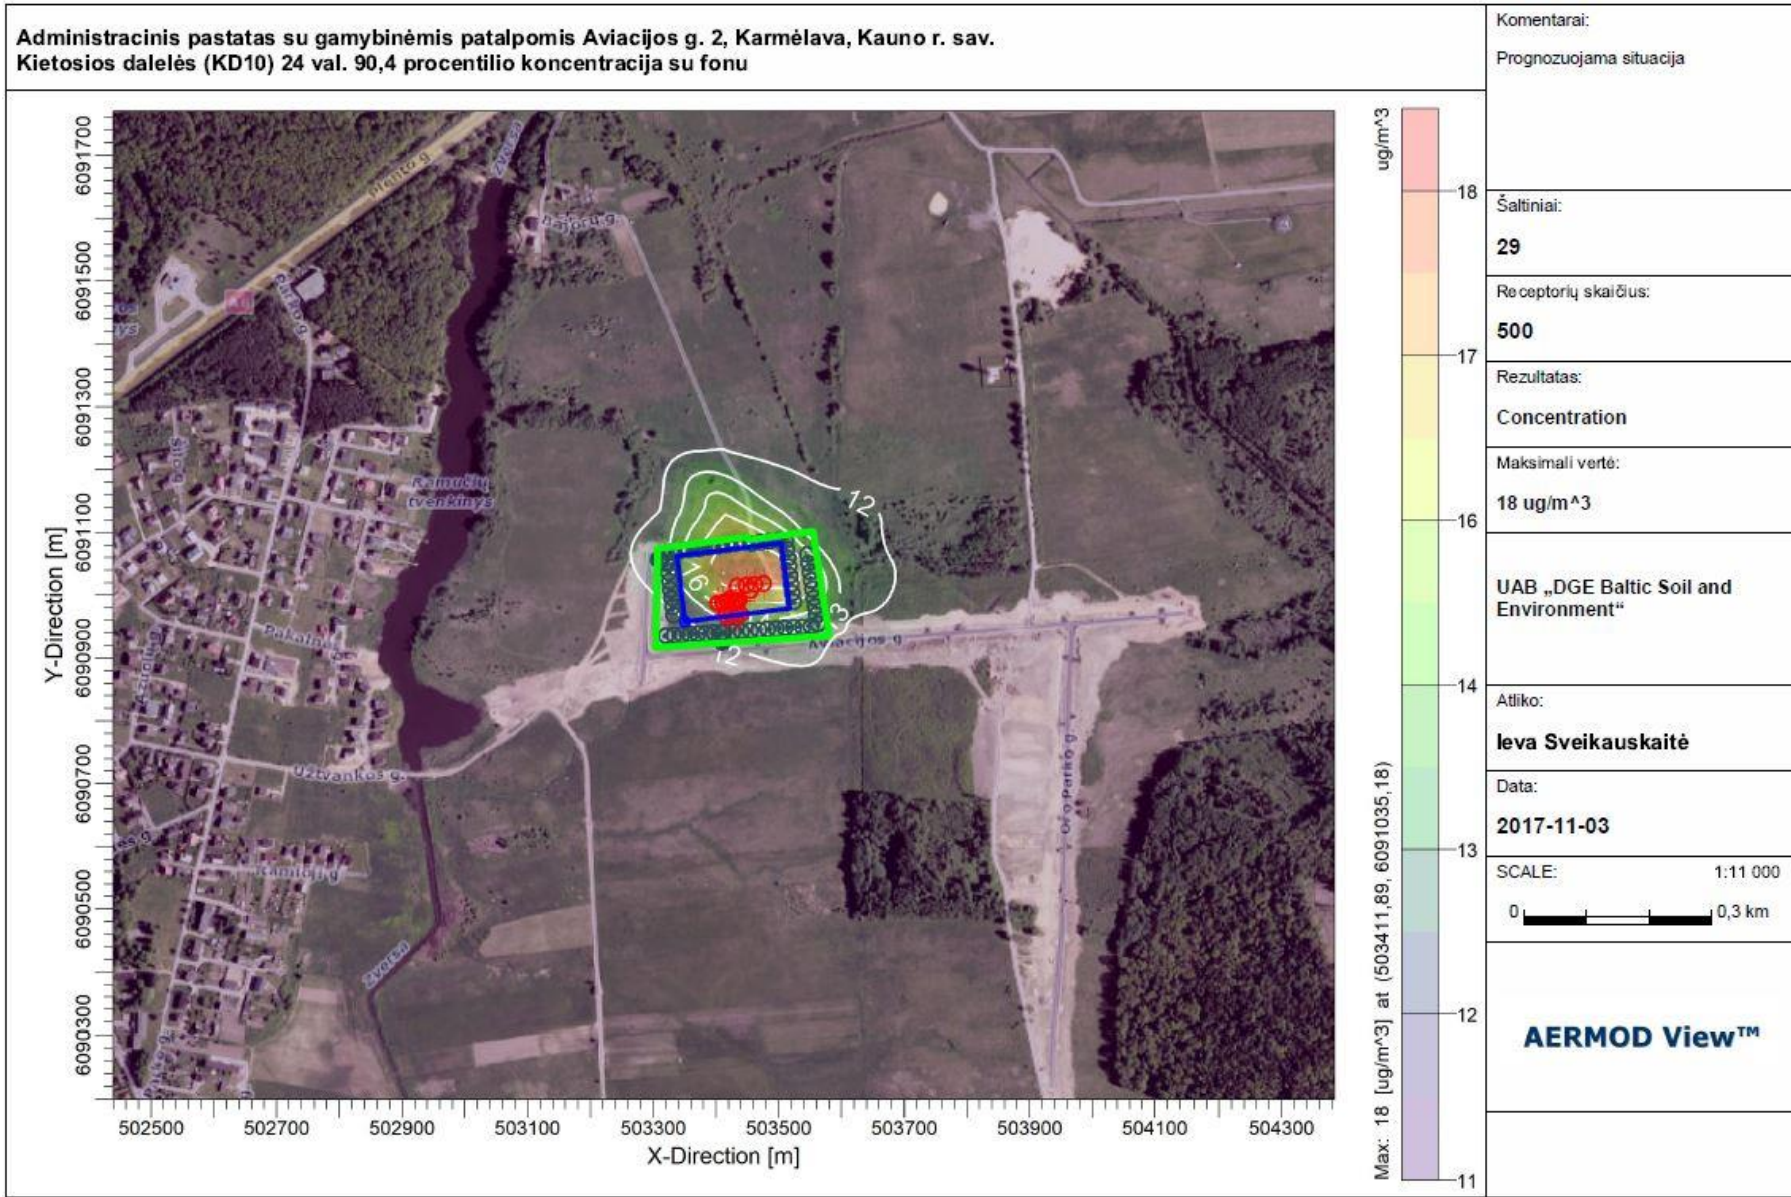 Administracinis pastatas su gamybinėmis patalpomis Aviacijos g. 2, Karmėlava, Kauno r. sav.
Kietosios dalelės (KD10) 24 val. 90,4 procentilio koncentracija su fonu
Komentarai:
Prognozuojama situacija
Šaltiniai:
29
Receptorių skaičius:
500
Rezultatas:
Concentration
Maksimali vertė:
18 ug/m^3
UAB „DGE Baltic Soil and
Environment“
Atliko:
Ieva Sveikauskaitė
Data:
2017-11-03
SCALE: 1:11 000
0 0,3 km
AERMOD View™
ug/m^3
18
17
16
14
13
12
11
Max: 18 [ug/m^3] at (503411,89, 6091035,18)
Y-Direction [m]
6091700
6091500
6091300
6091100
6090900
6090700
6090500
6090300
502500 502700 502900 503100 503300 503500 503700 503900 504100 504300
X-Direction [m]
Plento g.
Bajorų g.
Ramučių
tvenkinys
12
16
13
12
Aviacijos g.
Užtvankos g.
Oro Parko g.